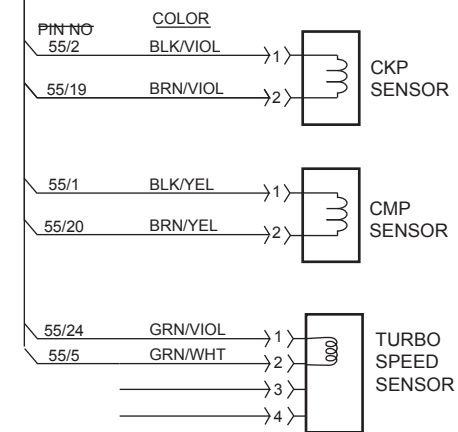 PIN NO COLOR
55/2 BLK/VIOL 1
CKP
55/19 BRN/VIOL 2
SENSOR
55/1 BLK/YEL 1
CMP
55/20 BRN/YEL 2
SENSOR
55/24 GRN/VIOL 1
TURBO
55/5 GRN/WHT 2
SPEED
3
SENSOR
4